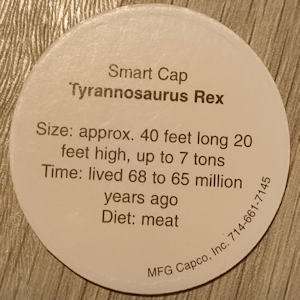 Smart Cap
Tyrannosaurus Rex
Size: approx. 40 feet long 20
feet high, up to 7 tons
Time: lived 68 to 65 million
years ago
Diet: meat
MFG Capco, Inc. 714-661-7145